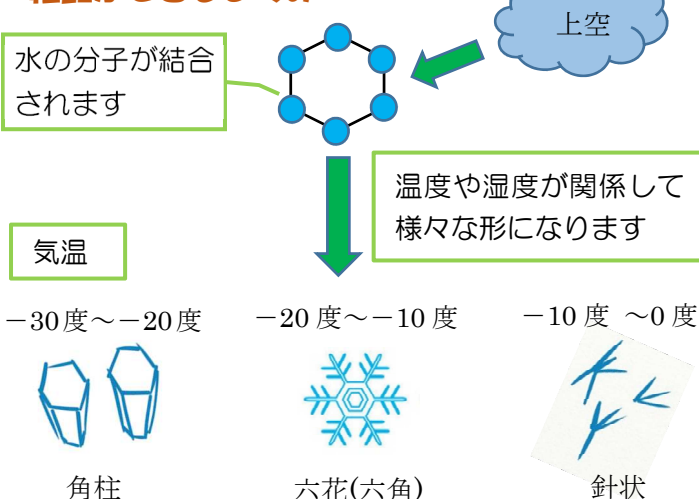 上空
水の分子が結合
されます
温度や湿度が関係して
様々な形になります
気温
−30度〜−20度
−20度〜−10度
−10度 〜0度
角柱
六花(六角)
針状